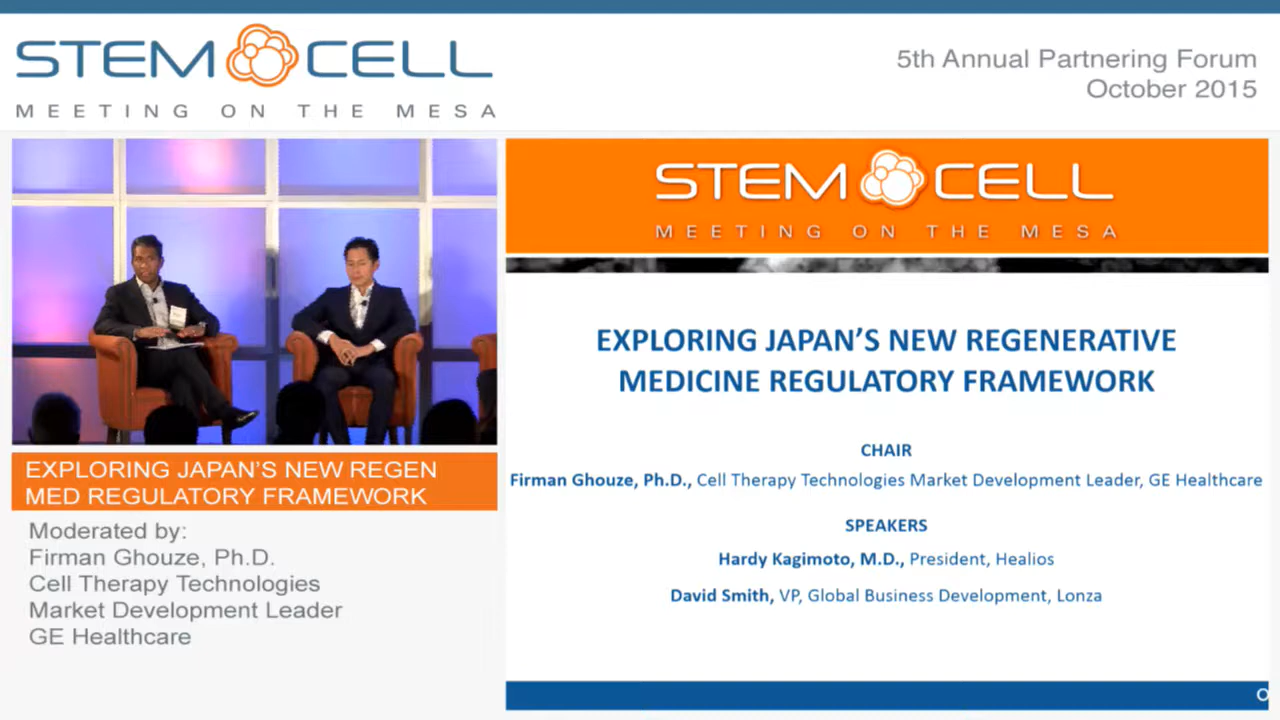 STEM CELL
MEETING ON THE MESA
5th Annual Partnering Forum
October 2015
STEM CELL
MEETING ON THE MESA
EXPLORING JAPAN'S NEW REGENERATIVE
MEDICINE REGULATORY FRAMEWORK
CHAIR
Firman Ghouze, Ph.D., Cell Therapy Technologies Market Development Leader, GE Healthcare
SPEAKERS
Hardy Kagimoto, M.D., President, Healios
David Smith, VP, Global Business Development, Lonza
EXPLORING JAPAN'S NEW REGEN
MED REGULATORY FRAMEWORK
Moderated by:
Firman Ghouze, Ph.D.
Cell Therapy Technologies
Market Development Leader
GE Healthcare